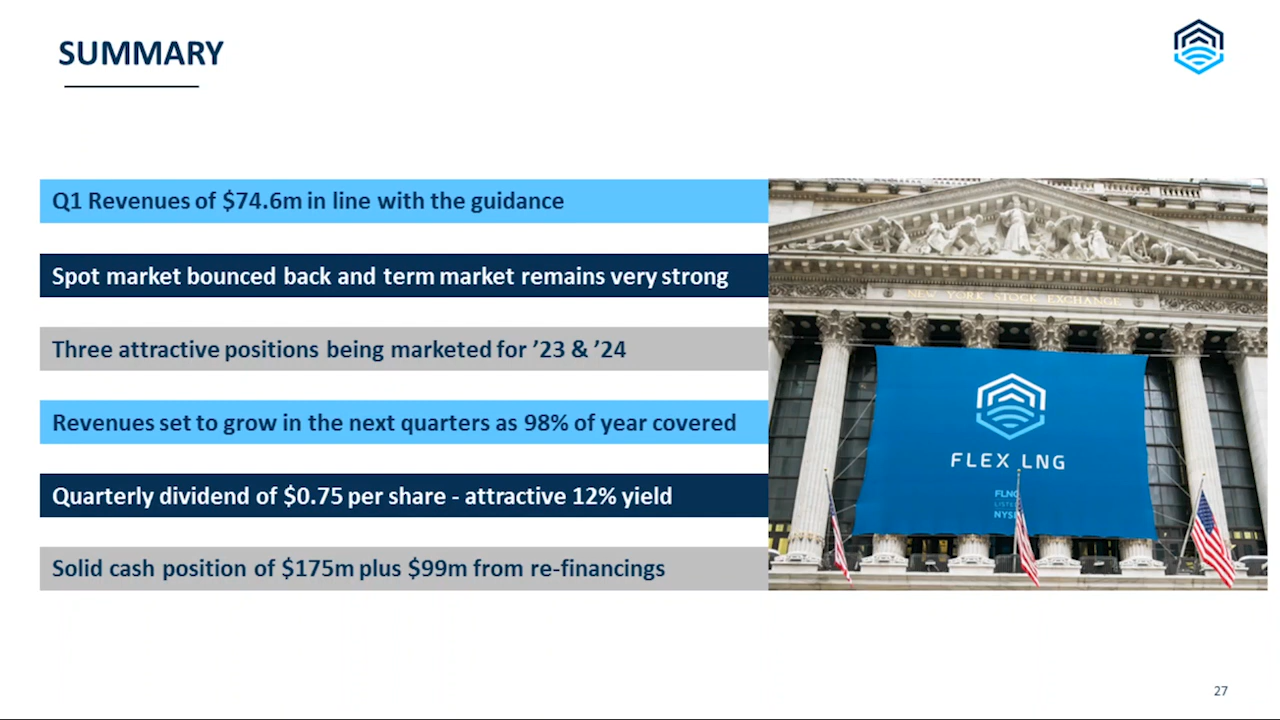 SUMMARY
Q1 Revenues of $74.6m in line with the guidance
Spot market bounced back and term market remains very strong
Three attractive positions being marketed for ’23 & ’24
Revenues set to grow in the next quarters as 98% of year covered
Quarterly dividend of $0.75 per share - attractive 12% yield
Solid cash position of $175m plus $99m from re-financings
NEW YORK STOCK EXCHANGE
FLEX LNG
27